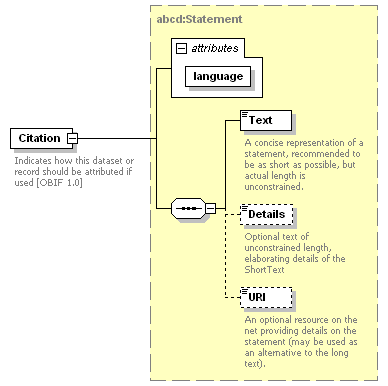 abcd:Statement
attributes
language
Citation
Indicates how this dataset or
record should be attributed if
used [OBIF 1.0]
Text
A concise representation of a
statement, recommended to
be as short as possible, but
actual length is
unconstrained.
Details
Optional text of
unconstrained length,
elaborating details of the
ShortText
URI
An optional resource on the
net providing details on the
statement (may be used as
an alternative to the long
text).